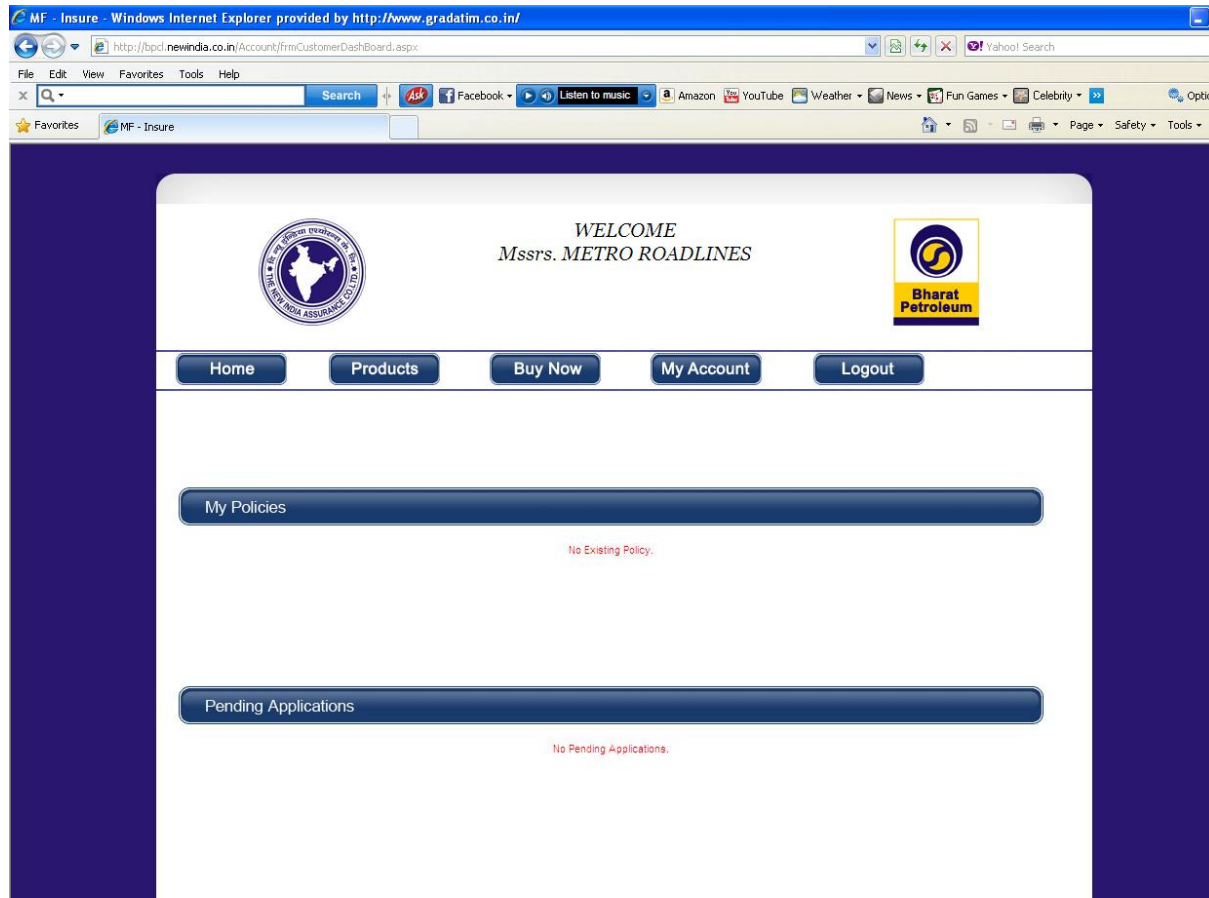 MF - Insure - Windows Internet Explorer provided by http://www.gradatim.co.in/
http://bpcl.newindia.co.in/Account/frmCustomerDashBoard.aspx
Yahoo! Search
File Edit View Favorites Tools Help
Search Ask Facebook Listen to music Amazon YouTube Weather News Fun Games Celebrity
Favorites MF - Insure Page Safety Tools
WELCOME
Mssrs. METRO ROADLINES
THE NEW INDIA ASSURANCE CO.LTD.
Bharat
Petroleum
Home Products Buy Now My Account Logout
My Policies
No Existing Policy.
Pending Applications
No Pending Applications.